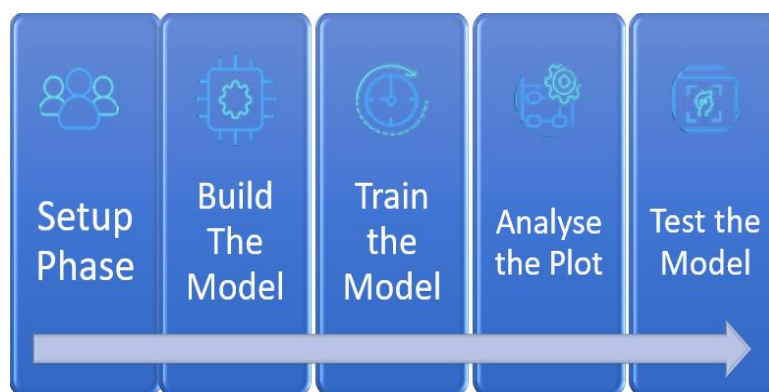 Setup
Phase
Build
The
Model
Train
the
Model
Analyse
the Plot
Test the
Model